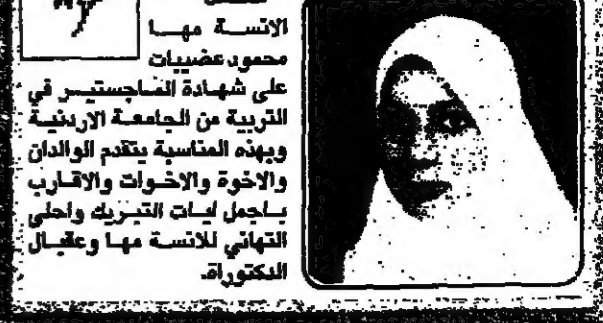 الانسة مها
محمود عضيبات
على شهادة الماجستير في
التربية من الجامعة الاردنية
وبهذه المناسبة يتقدم الوالدان
والاخوة والاخوات والاقارب
باجمل ايات التبريك واحلى
التهاني للانسة مها وعقبال
الدكتوراة.